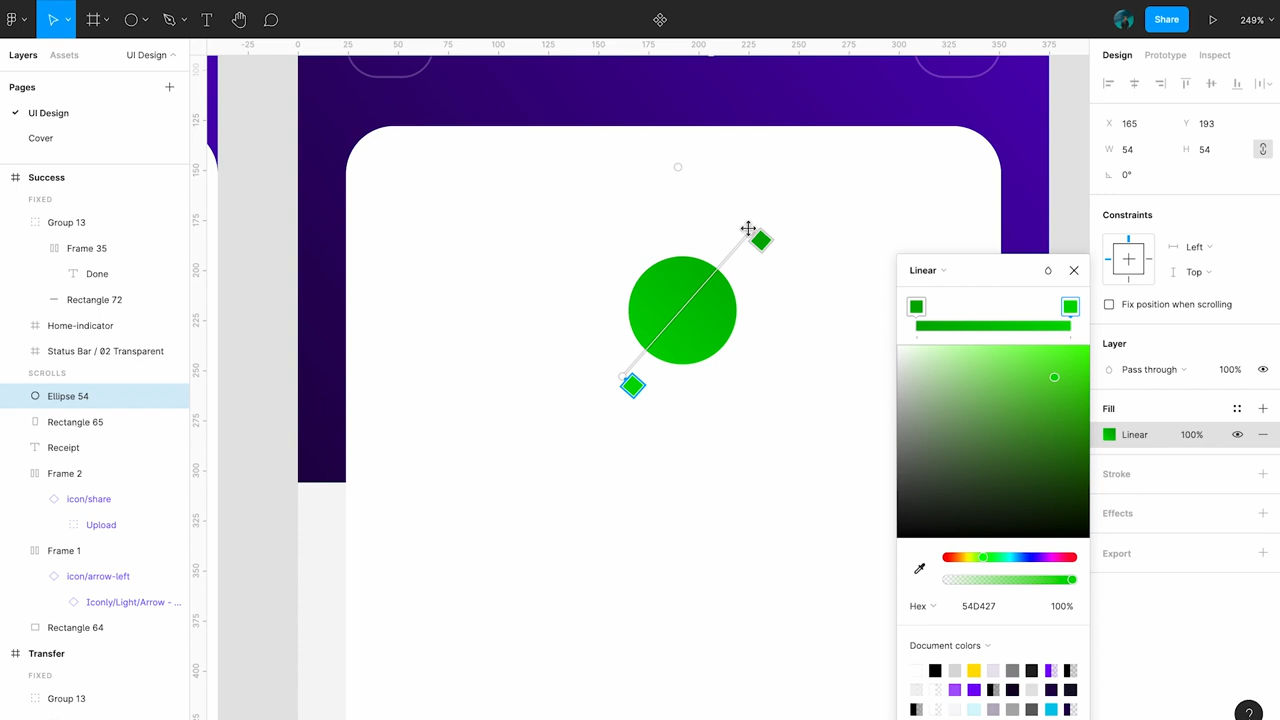 Share
249%
Layers Assets UI Design
-25 0 25 50 75 100 125 150 175 200 225 250 275 300 325 350 375
Design Prototype Inspect
Pages
UI Design
Cover
Success
FIXED
Group 13
Frame 35
Done
Rectangle 72
Home-indicator
Status Bar / 02 Transparent
SCROLLS
Ellipse 54
Rectangle 65
Receipt
Frame 2
icon/share
Upload
Frame 1
icon/arrow-left
Iconly/Light/Arrow - ...
Rectangle 64
Transfer
FIXED
Group 13
100
125
150
175
200
225
250
275
300
325
350
375
400
425
Linear
Hex 54D427 100%
Document colors
X 165 Y 193
W 54 H 54
0°
Constraints
Left
Top
Fix position when scrolling
Layer
Pass through 100%
Fill
Linear 100%
Stroke
Effects
Export
?